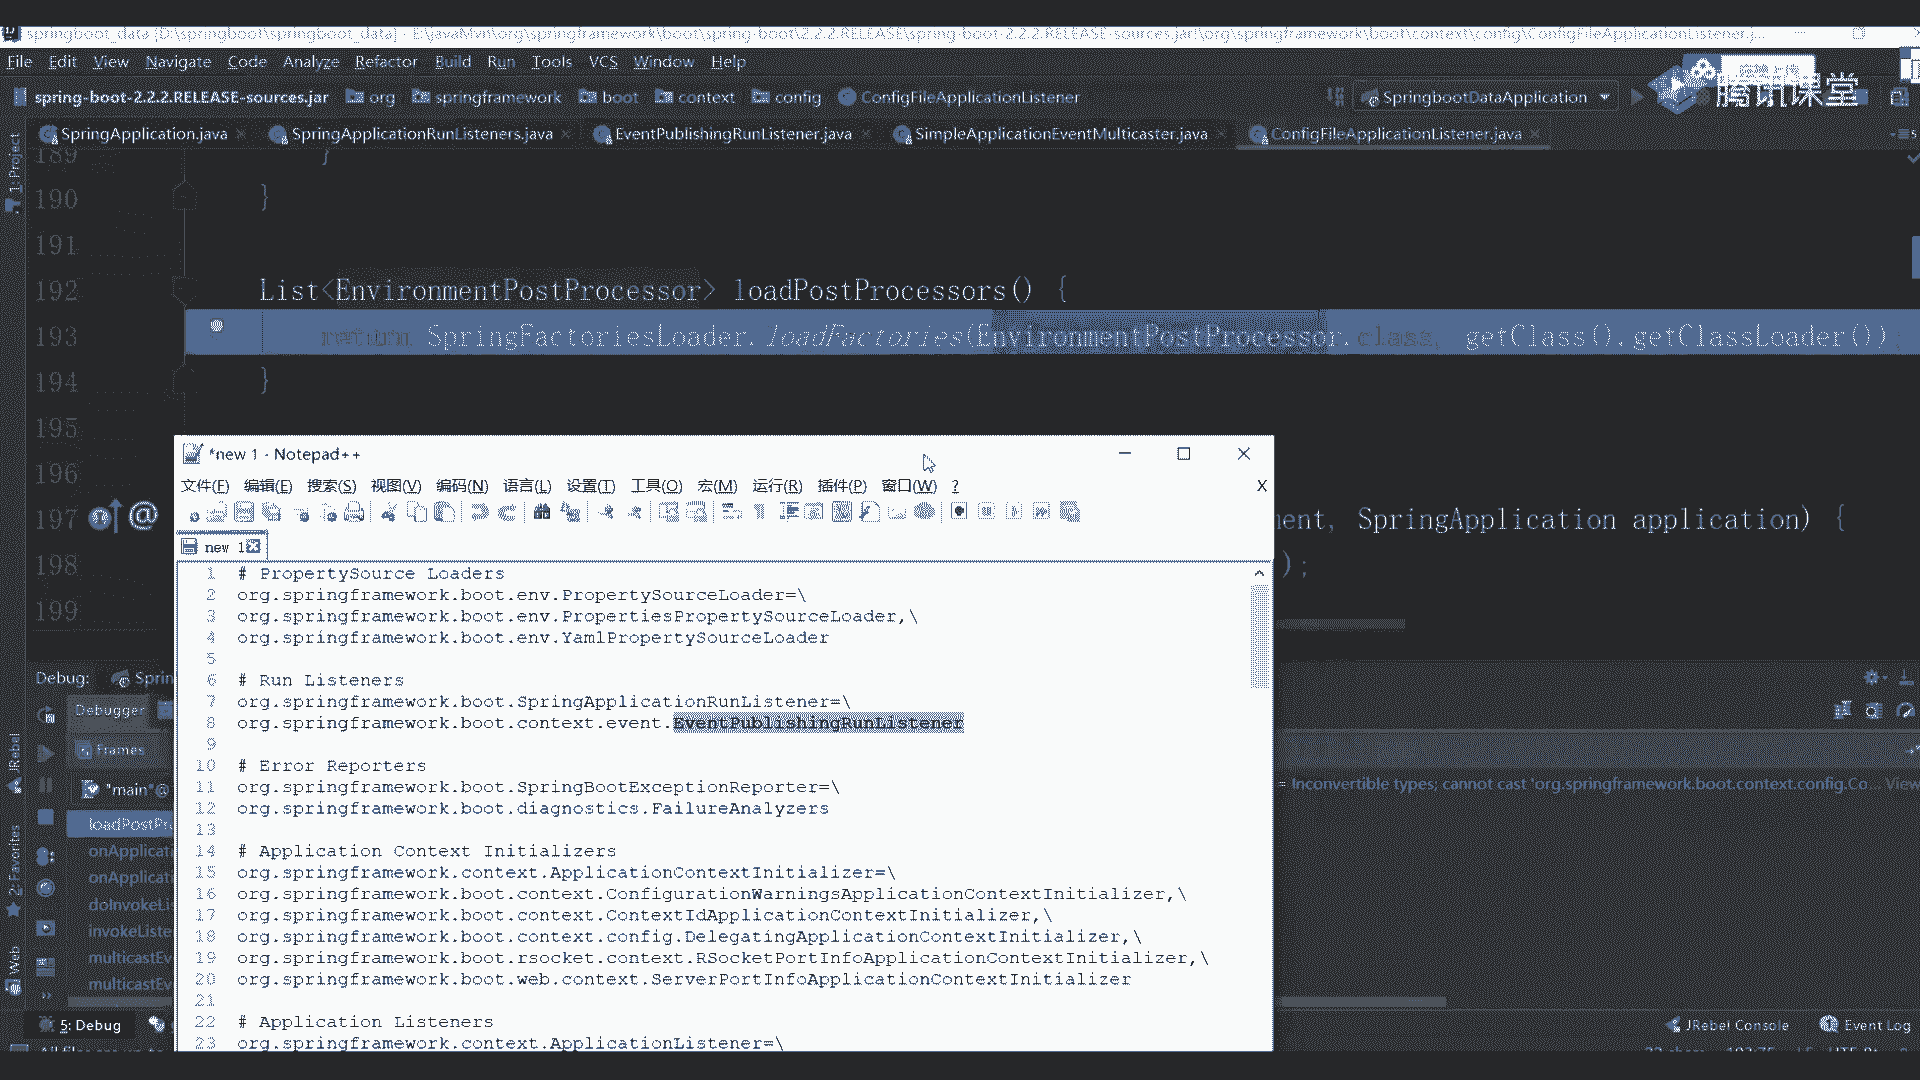 springboot_data [D:\springboot\springboot_data] - E:\javaMvn\org\springframework\boot\spring-boot\2.2.2.RELEASE\spring-boot-2.2.2.RELEASE-sources.jar!\org\springframework\boot\context\config\ConfigFileApplicationListener.j...
File Edit View Navigate Code Analyze Refactor Build Run Tools VCS Window Help
spring-boot-2.2.2.RELEASE-sources.jar org springframework boot context config ConfigFileApplicationListener SpringbootDataApplication
腾讯课堂
SpringApplication.java SpringApplicationRunListeners.java EventPublishingRunListener.java SimpleApplicationEventMulticaster.java ConfigFileApplicationListener.java
1: Project
189 }
190 }
191
192 List<EnvironmentPostProcessor> loadPostProcessors() {
193 return SpringFactoriesLoader.loadFactories(EnvironmentPostProcessor.class, getClass().getClassLoader());
194 }
195
196
197 @ ment, SpringApplication application) {
198 );
199
*new 1 - Notepad++
文件(F) 编辑(E) 搜索(S) 视图(V) 编码(N) 语言(L) 设置(T) 工具(O) 宏(M) 运行(R) 插件(P) 窗口(W) ? X
new 1
1 # PropertySource Loaders
2 org.springframework.boot.env.PropertySourceLoader=\
3 org.springframework.boot.env.PropertiesPropertySourceLoader,\
4 org.springframework.boot.env.YamlPropertySourceLoader
5
6 # Run Listeners
7 org.springframework.boot.SpringApplicationRunListener=\
8 org.springframework.boot.context.event.EventPublishingRunListener
9
10 # Error Reporters
11 org.springframework.boot.SpringBootExceptionReporter=\
12 org.springframework.boot.diagnostics.FailureAnalyzers
13
14 # Application Context Initializers
15 org.springframework.context.ApplicationContextInitializer=\
16 org.springframework.boot.context.ConfigurationWarningsApplicationContextInitializer,\
17 org.springframework.boot.context.ContextIdApplicationContextInitializer,\
18 org.springframework.boot.context.config.DelegatingApplicationContextInitializer,\
19 org.springframework.boot.rsocket.context.RSocketPortInfoApplicationContextInitializer,\
20 org.springframework.boot.web.context.ServerPortInfoApplicationContextInitializer
21
22 # Application Listeners
23 org.springframework.context.ApplicationListener=\
Debug: Sprin
Debugger
Frames
"main"@
loadPostPr
onApplicat
onApplicat
doInvokeLis
invokeListe
multicastEv
multicastEv
= Inconvertible types; cannot cast 'org.springframework.boot.context.config.Co... View
JRebel
2: Favorites
Web
5: Debug
JRebel Console Event Log